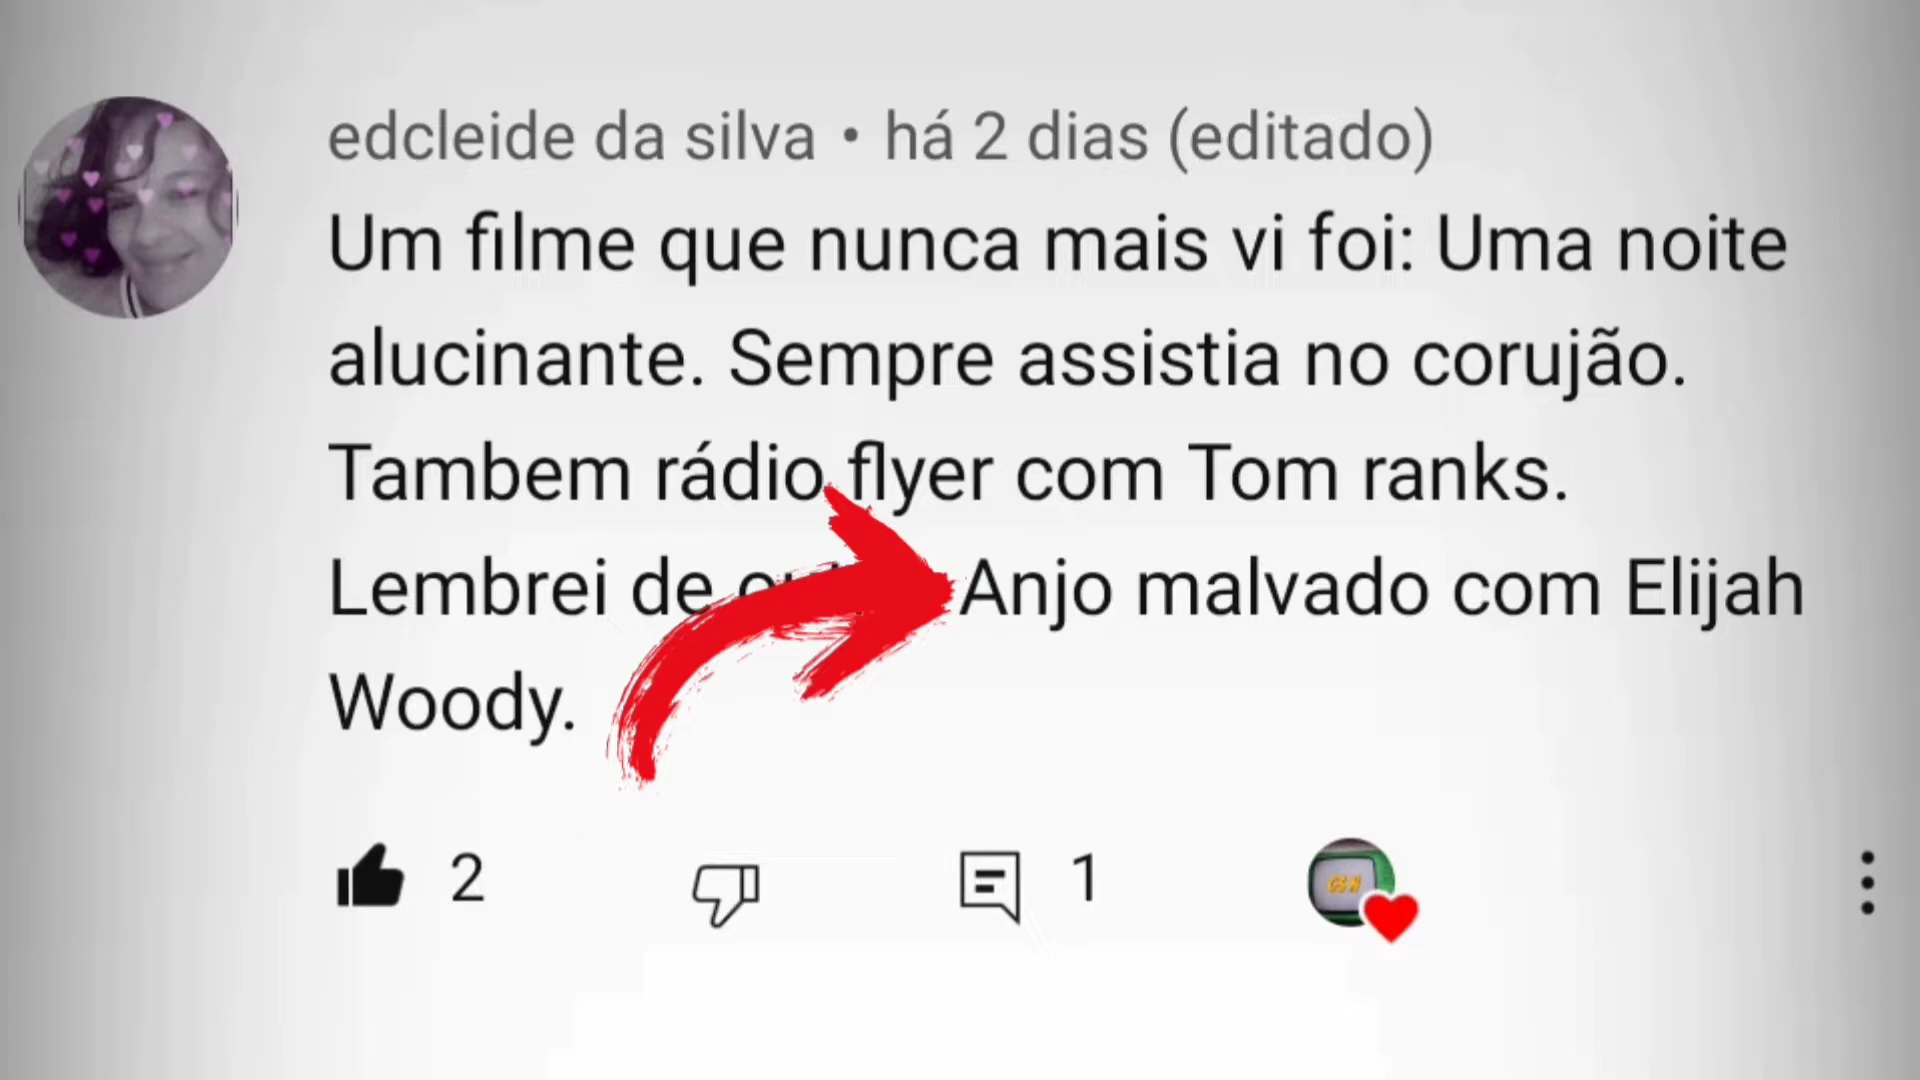 edcleide da silva • há 2 dias (editado)
Um filme que nunca mais vi foi: Uma noite
alucinante. Sempre assistia no corujão.
Tambem rádio flyer com Tom ranks.
Lembrei de Anjo malvado com Elijah
Woody.
2
1